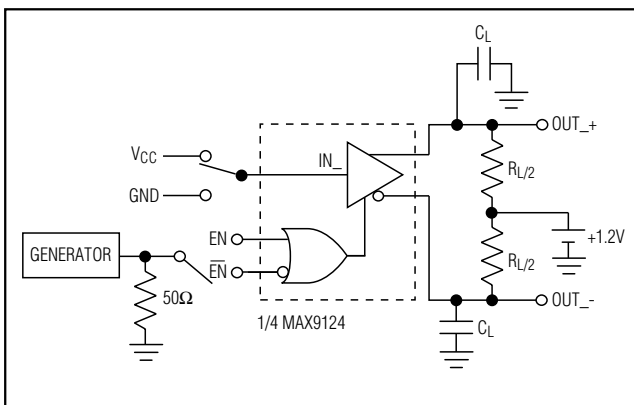 C_L
OUT_+
V_CC
IN_
R_L/2
GND
EN
+1.2V
GENERATOR
E̅N̅
R_L/2
50Ω
OUT_-
1/4 MAX9124
C_L